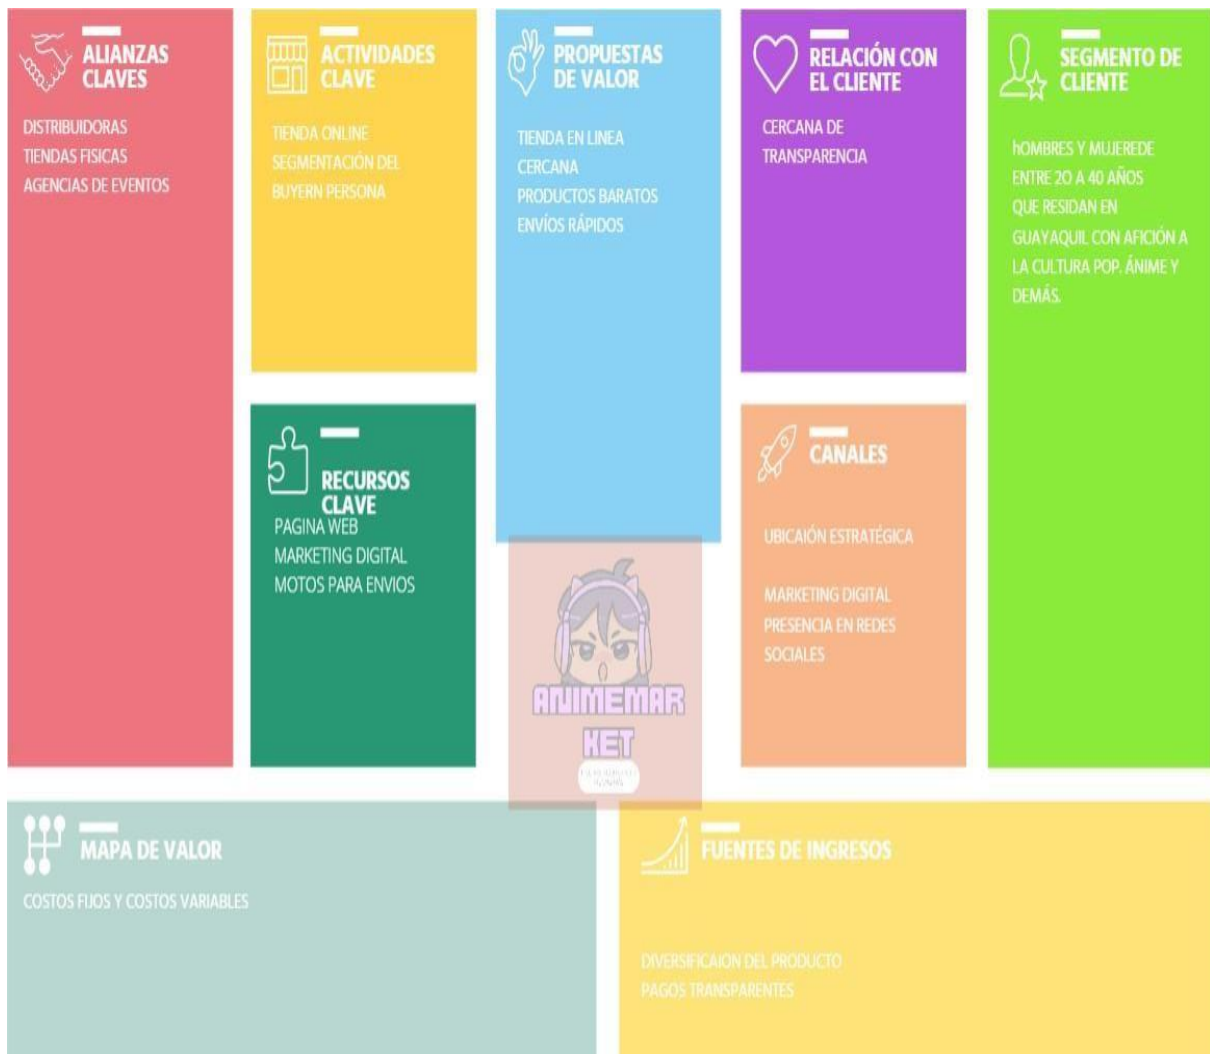 ALIANZAS
CLAVES
DISTRIBUIDORAS
TIENDAS FISICAS
AGENCIAS DE EVENTOS
ACTIVIDADES
CLAVE
TIENDA ONLINE
SEGMENTACIÓN DEL
BUYERN PERSONA
RECURSOS
CLAVE
PAGINA WEB
MARKETING DIGITAL
MOTOS PARA ENVIOS
PROPUESTAS
DE VALOR
TIENDA EN LINEA
CERCANA
PRODUCTOS BARATOS
ENVÍOS RÁPIDOS
ANIMEMAR
KET
RELACIÓN CON
EL CLIENTE
CERCANA DE
TRANSPARENCIA
CANALES
UBICAIÓN ESTRATÉGICA
MARKETING DIGITAL
PRESENCIA EN REDES
SOCIALES
SEGMENTO DE
CLIENTE
hOMBRES Y MUJEREDE
ENTRE 20 A 40 AÑOS
QUE RESIDAN EN
GUAYAQUIL CON AFICIÓN A
LA CULTURA POP. ÁNIME Y
DEMÁS.
MAPA DE VALOR
COSTOS FIJOS Y COSTOS VARIABLES
FUENTES DE INGRESOS
DIVERSIFICAION DEL PRODUCTO
PAGOS TRANSPARENTES